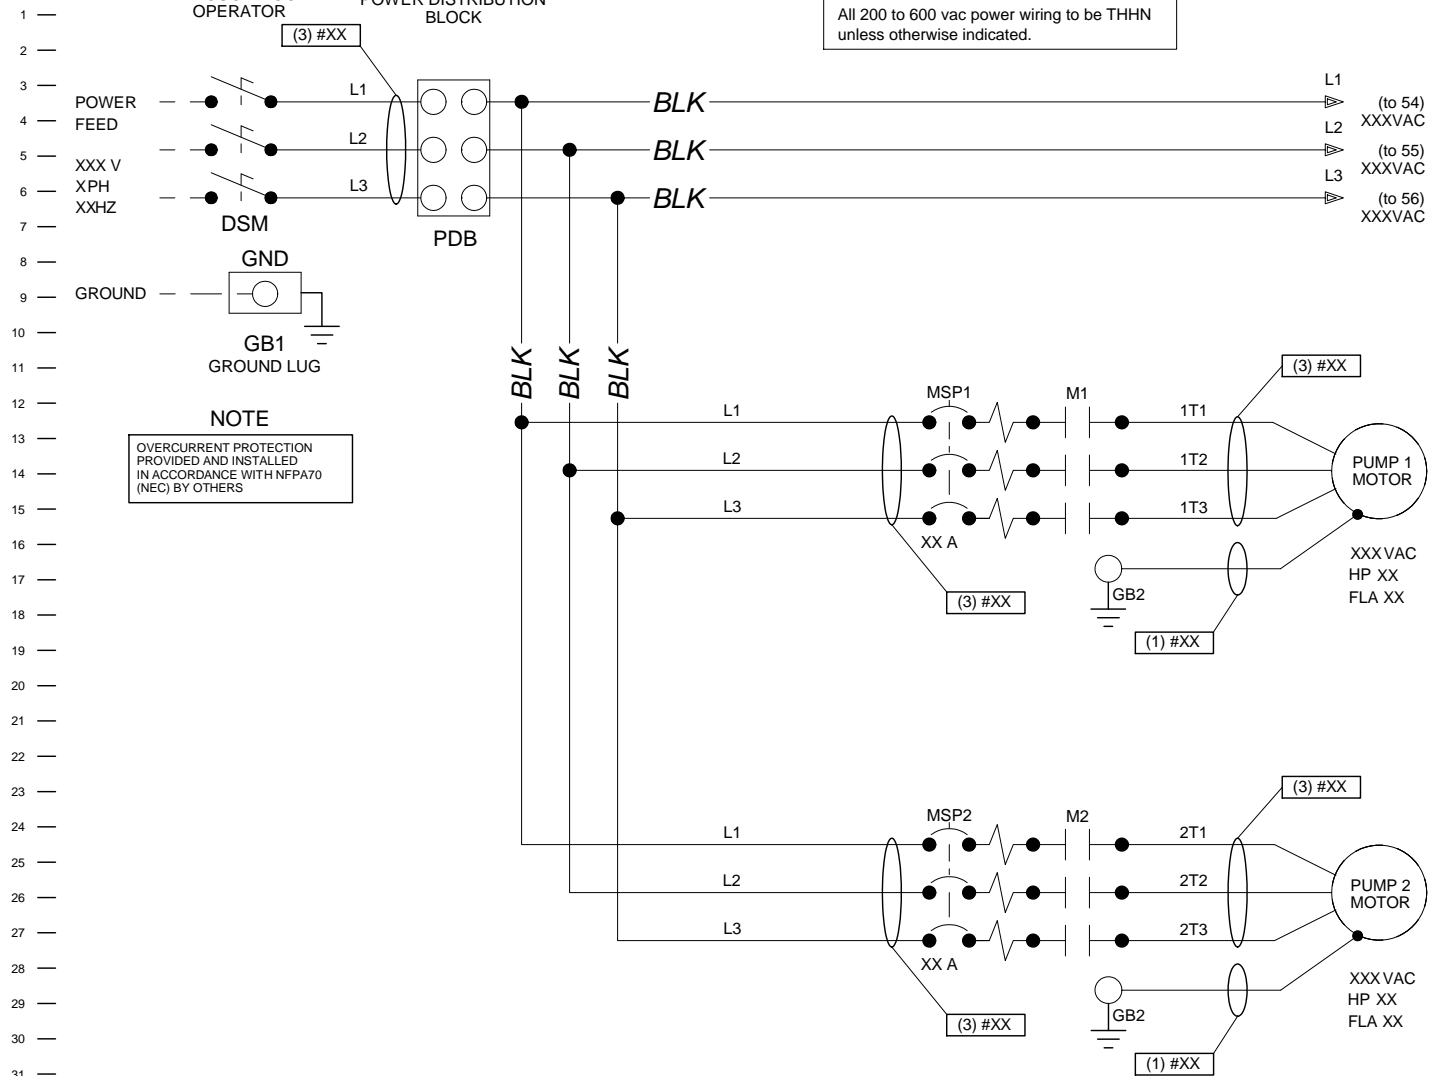 OPERATOR
POWER DISTRIBUTION
BLOCK
All 200 to 600 vac power wiring to be THHN
unless otherwise indicated.
1
2
3
4
5
6
7
8
9
10
11
12
13
14
15
16
17
18
19
20
21
22
23
24
25
26
27
28
29
30
31
(3) #XX
POWER
FEED
XXX V
XPH
XXHZ
L1
L2
L3
DSM
PDB
BLK
BLK
BLK
L1
(to 54)
XXXVAC
L2
(to 55)
XXXVAC
L3
(to 56)
XXXVAC
GND
GROUND
GB1
GROUND LUG
NOTE
OVERCURRENT PROTECTION
PROVIDED AND INSTALLED
IN ACCORDANCE WITH NFPA70
(NEC) BY OTHERS
BLK
BLK
BLK
L1
L2
L3
MSP1
XX A
(3) #XX
M1
1T1
1T2
1T3
(3) #XX
PUMP 1
MOTOR
XXX VAC
HP XX
FLA XX
GB2
(1) #XX
L1
L2
L3
MSP2
XX A
(3) #XX
M2
2T1
2T2
2T3
(3) #XX
PUMP 2
MOTOR
XXX VAC
HP XX
FLA XX
GB2
(1) #XX